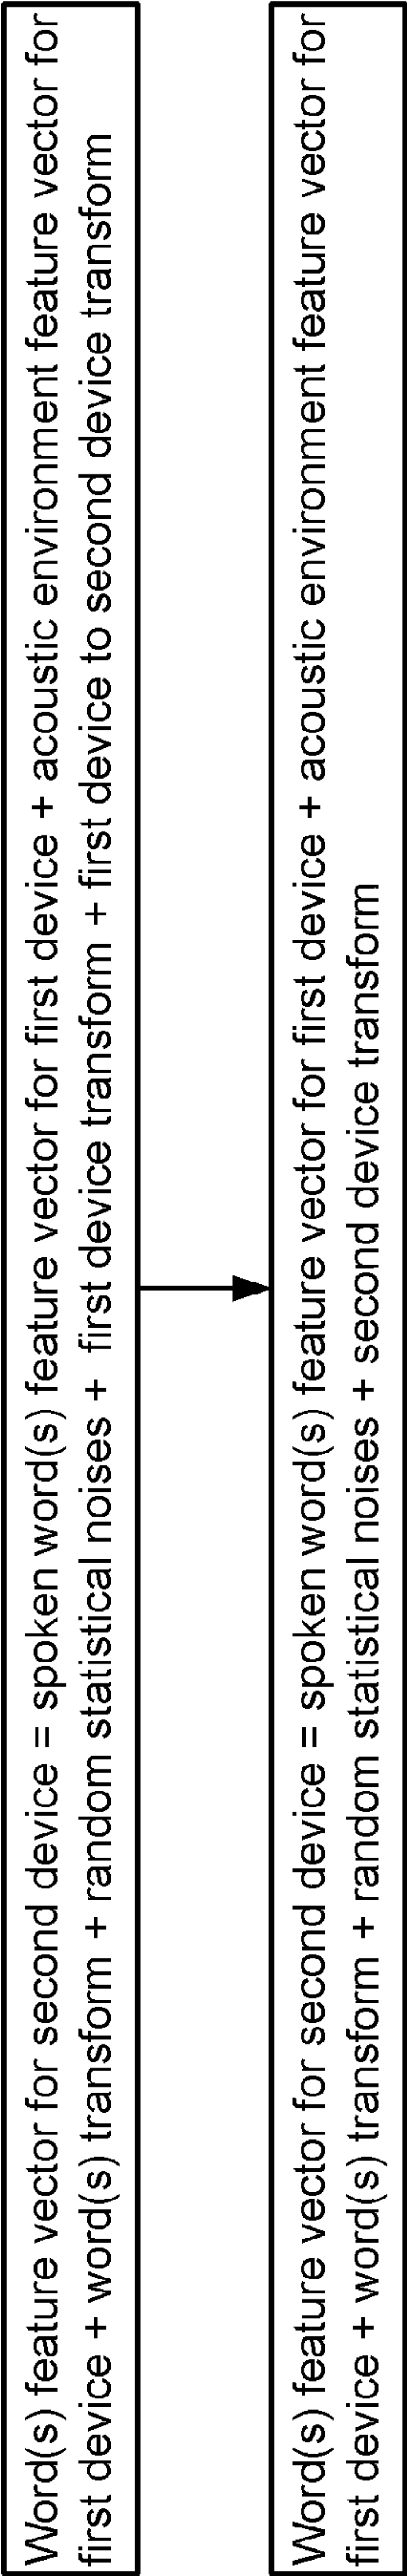 Word(s) feature vector for second device = spoken word(s) feature vector for first device + acoustic environment feature vector for
first device + word(s) transform + random statistical noises + first device transform + first device to second device transform
Word(s) feature vector for second device = spoken word(s) feature vector for first device + acoustic environment feature vector for
first device + word(s) transform + random statistical noises + second device transform